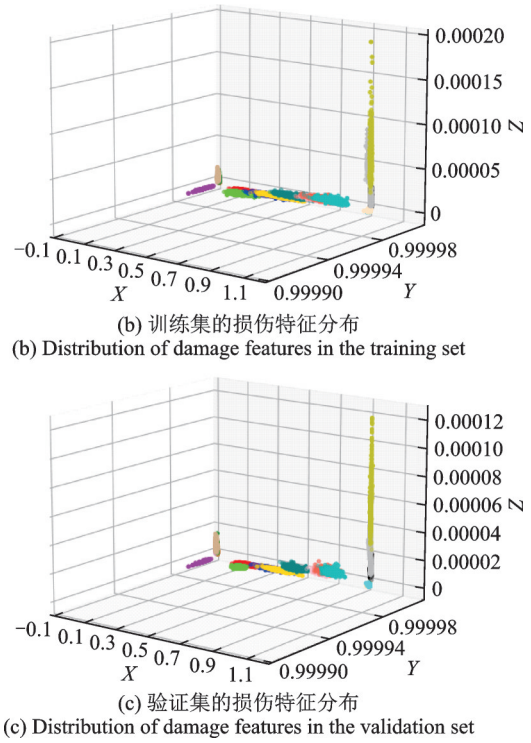 0.00020
0.00015
0.00010
Z
0.00005
0
−0.1 0.1 0.3 0.5 0.7 0.9 1.1
X
0.99990 0.99994 0.99998
Y
(b) 训练集的损伤特征分布
(b) Distribution of damage features in the training set
0.00012
0.00010
0.00008
Z
0.00006
0.00004
0.00002
0
−0.1 0.1 0.3 0.5 0.7 0.9 1.1
X
0.99990 0.99994 0.99998
Y
(c) 验证集的损伤特征分布
(c) Distribution of damage features in the validation set